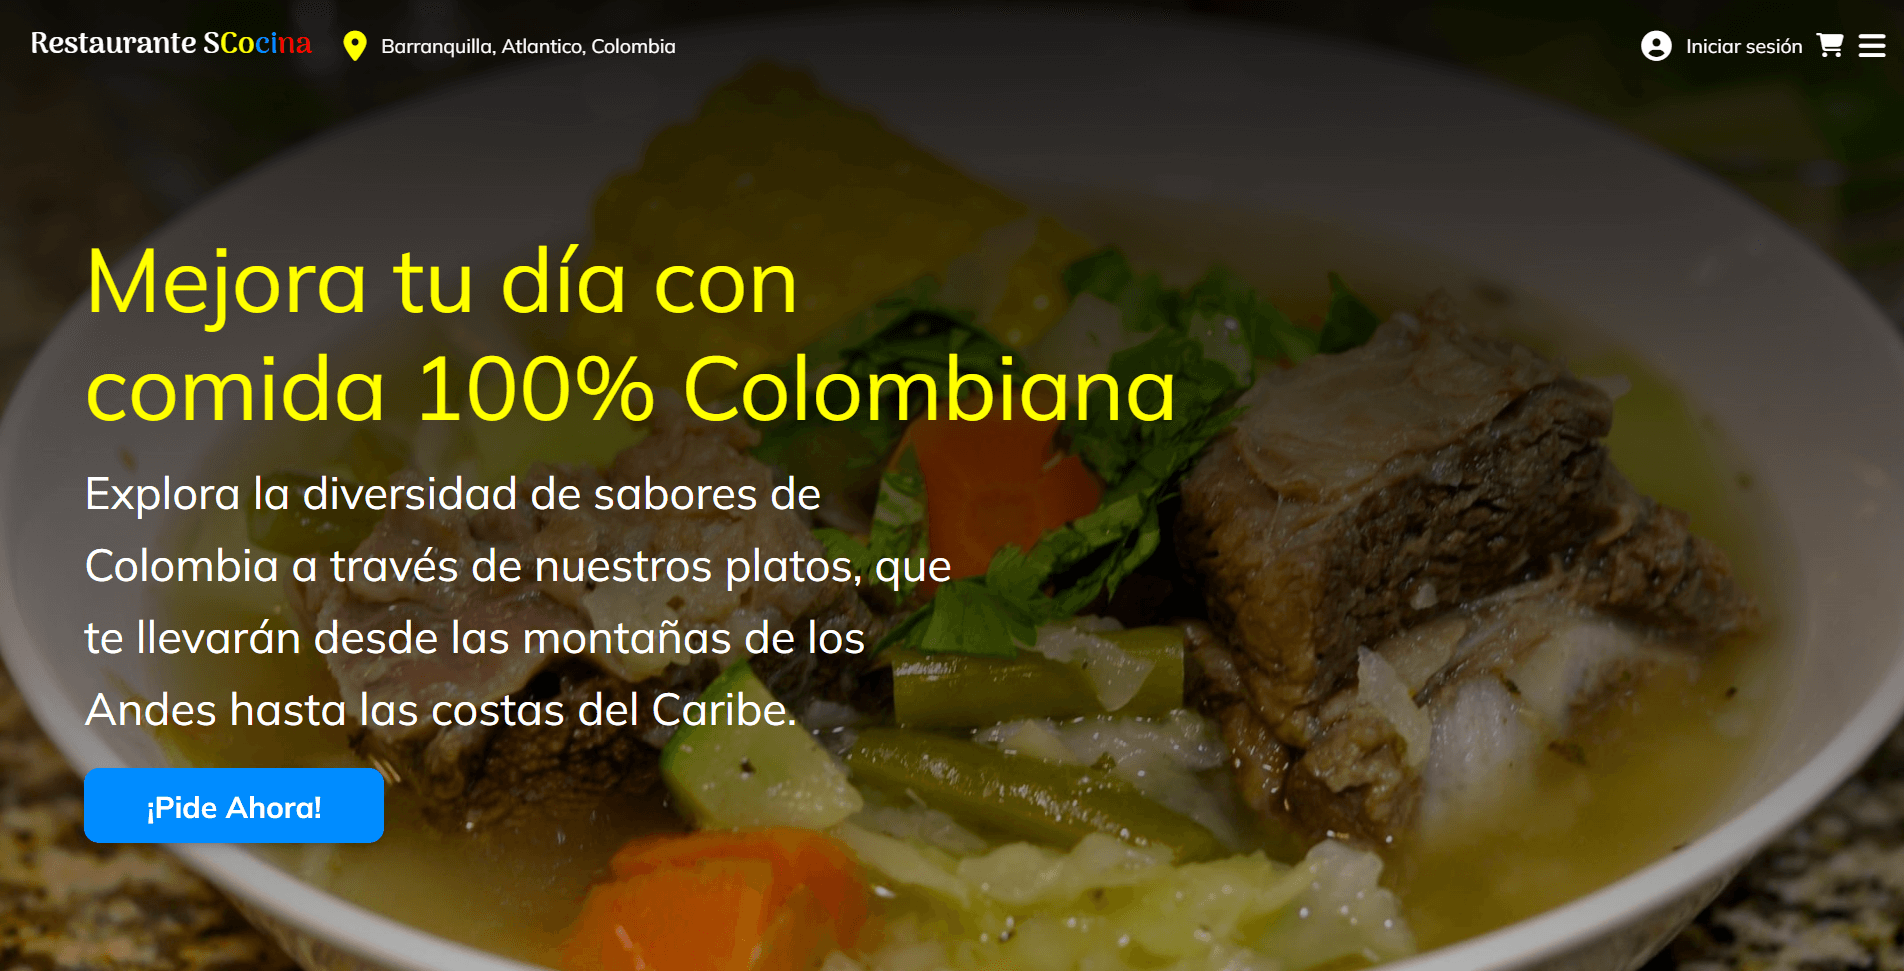 Restaurante SCocina
Barranquilla, Atlantico, Colombia
Iniciar sesión
Mejora tu día con
comida 100% Colombiana
Explora la diversidad de sabores de
Colombia a través de nuestros platos, que
te llevarán desde las montañas de los
Andes hasta las costas del Caribe.
¡Pide Ahora!